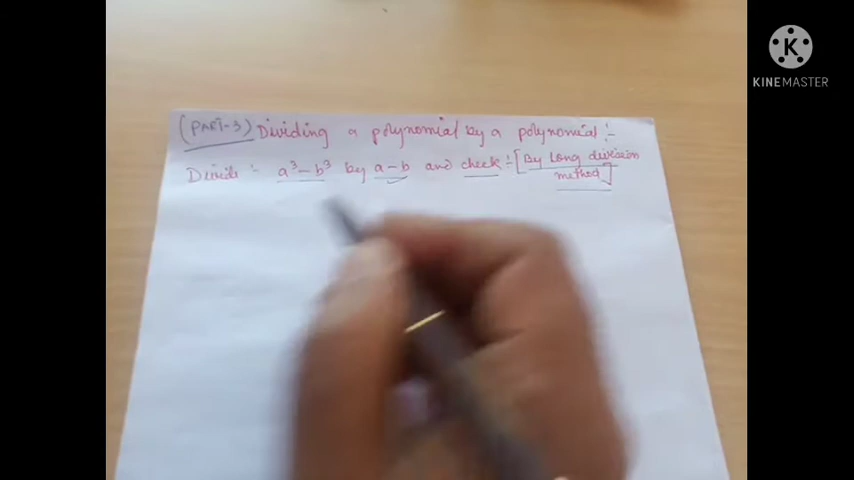 (PART-3) Dividing a polynomial by a polynomial :-
Divide :- a³ - b³ by a - b and check :- [By Long division
method]
K
KINEMASTER